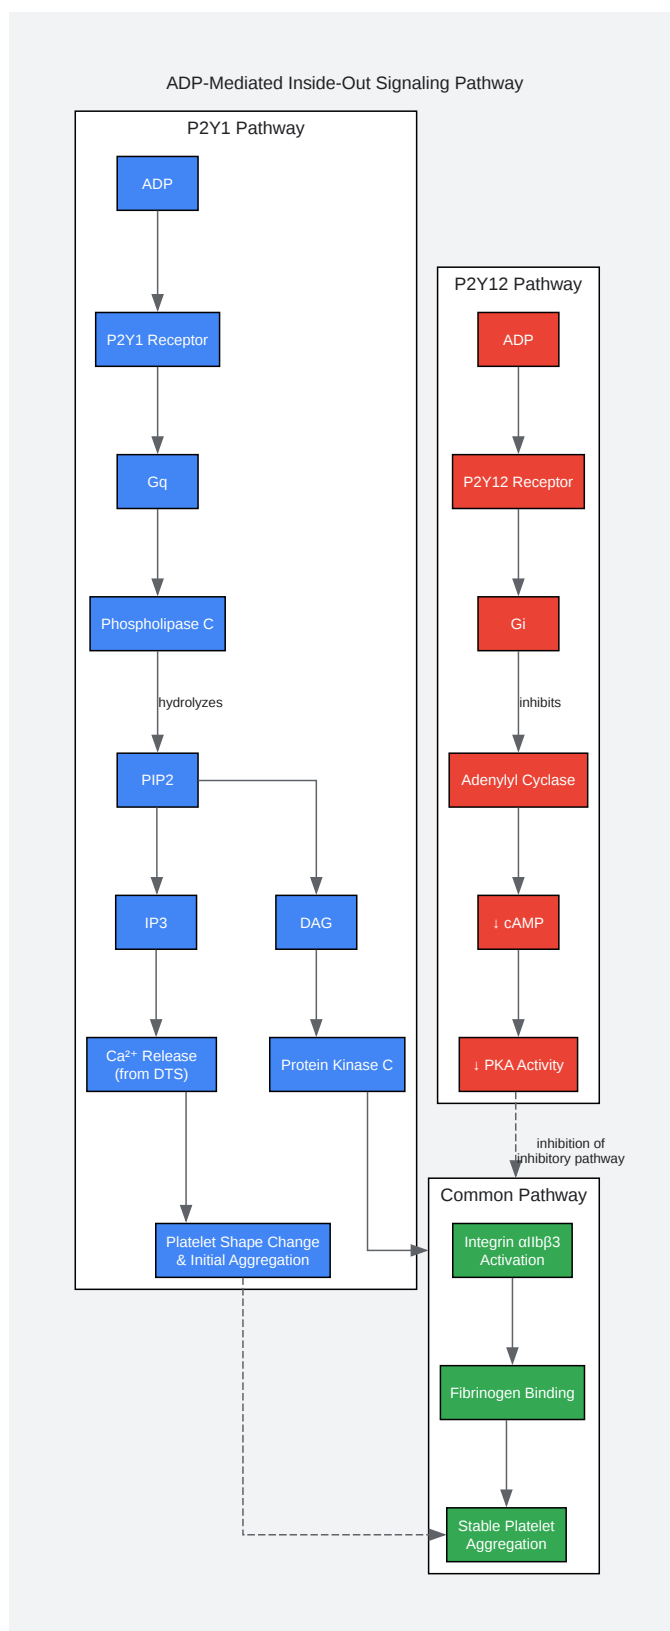 ADP-Mediated Inside-Out Signaling Pathway
P2Y1 Pathway
ADP
P2Y1 Receptor
Gq
Phospholipase C
hydrolyzes
PIP2
IP3
DAG
Ca²⁺ Release
(from DTS)
Protein Kinase C
Platelet Shape Change
& Initial Aggregation
P2Y12 Pathway
ADP
P2Y12 Receptor
Gi
inhibits
Adenylyl Cyclase
↓ cAMP
↓ PKA Activity
inhibition of
inhibitory pathway
Common Pathway
Integrin αIIbβ3
Activation
Fibrinogen Binding
Stable Platelet
Aggregation